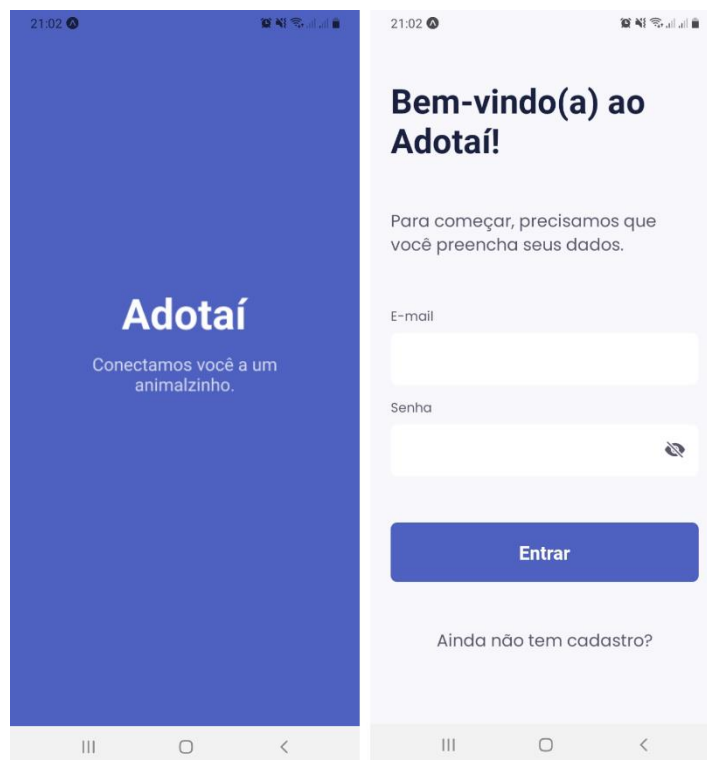 21:02
Adotaí
Conectamos você a um
animalzinho.
21:02
Bem-vindo(a) ao
Adotaí!
Para começar, precisamos que
você preencha seus dados.
E-mail
Senha
Entrar
Ainda não tem cadastro?